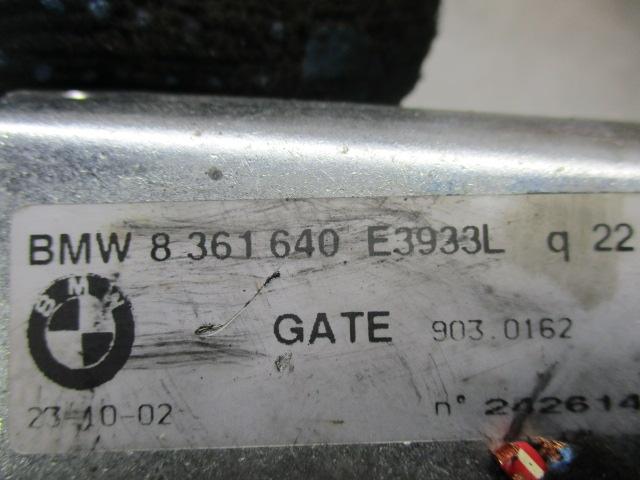 BMW 8 361 640 E3933L q 22
BMW
GATE 903.0162
23-10-02
n° 242614